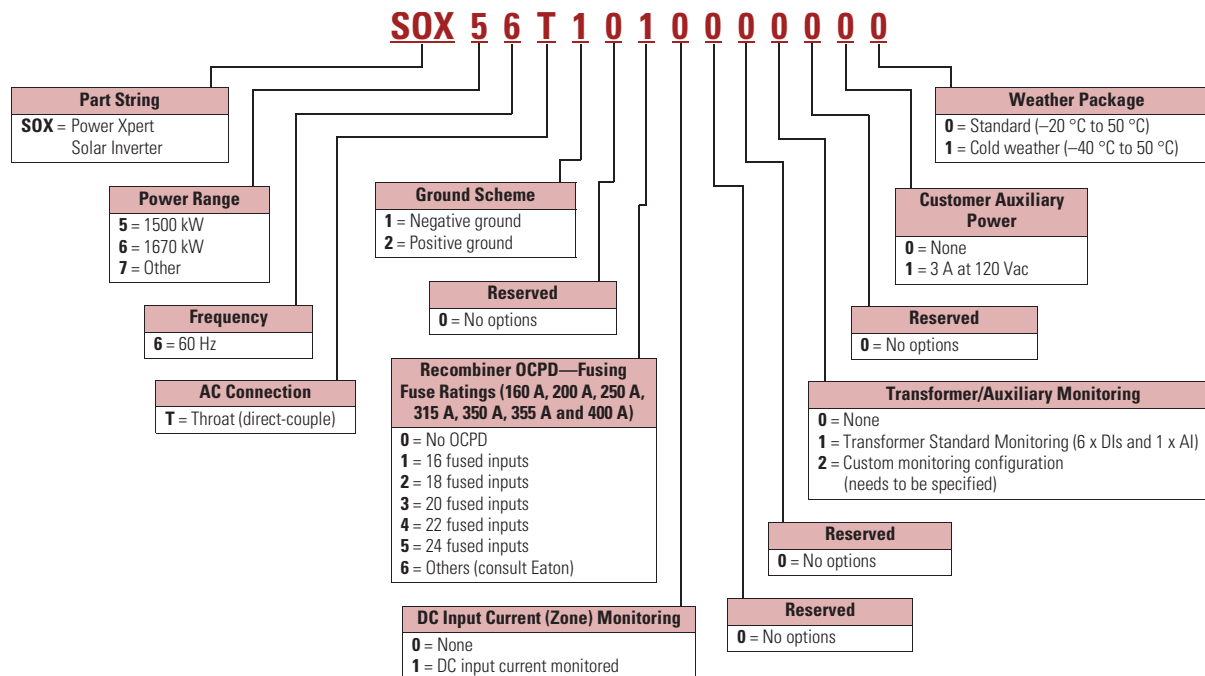 SOX 5 6 T 1 0 1 0 0 0 0 0 0 0
Part String
SOX = Power Xpert
Solar Inverter
Power Range
5 = 1500 kW
6 = 1670 kW
7 = Other
Frequency
6 = 60 Hz
AC Connection
T = Throat (direct-couple)
Ground Scheme
1 = Negative ground
2 = Positive ground
Reserved
0 = No options
Recombiner OCPD—Fusing
Fuse Ratings (160 A, 200 A, 250 A,
315 A, 350 A, 355 A and 400 A)
0 = No OCPD
1 = 16 fused inputs
2 = 18 fused inputs
3 = 20 fused inputs
4 = 22 fused inputs
5 = 24 fused inputs
6 = Others (consult Eaton)
DC Input Current (Zone) Monitoring
0 = None
1 = DC input current monitored
Reserved
0 = No options
Reserved
0 = No options
Transformer/Auxiliary Monitoring
0 = None
1 = Transformer Standard Monitoring (6 x DIs and 1 x AI)
2 = Custom monitoring configuration
(needs to be specified)
Reserved
0 = No options
Customer Auxiliary
Power
0 = None
1 = 3 A at 120 Vac
Weather Package
0 = Standard (–20 °C to 50 °C)
1 = Cold weather (–40 °C to 50 °C)